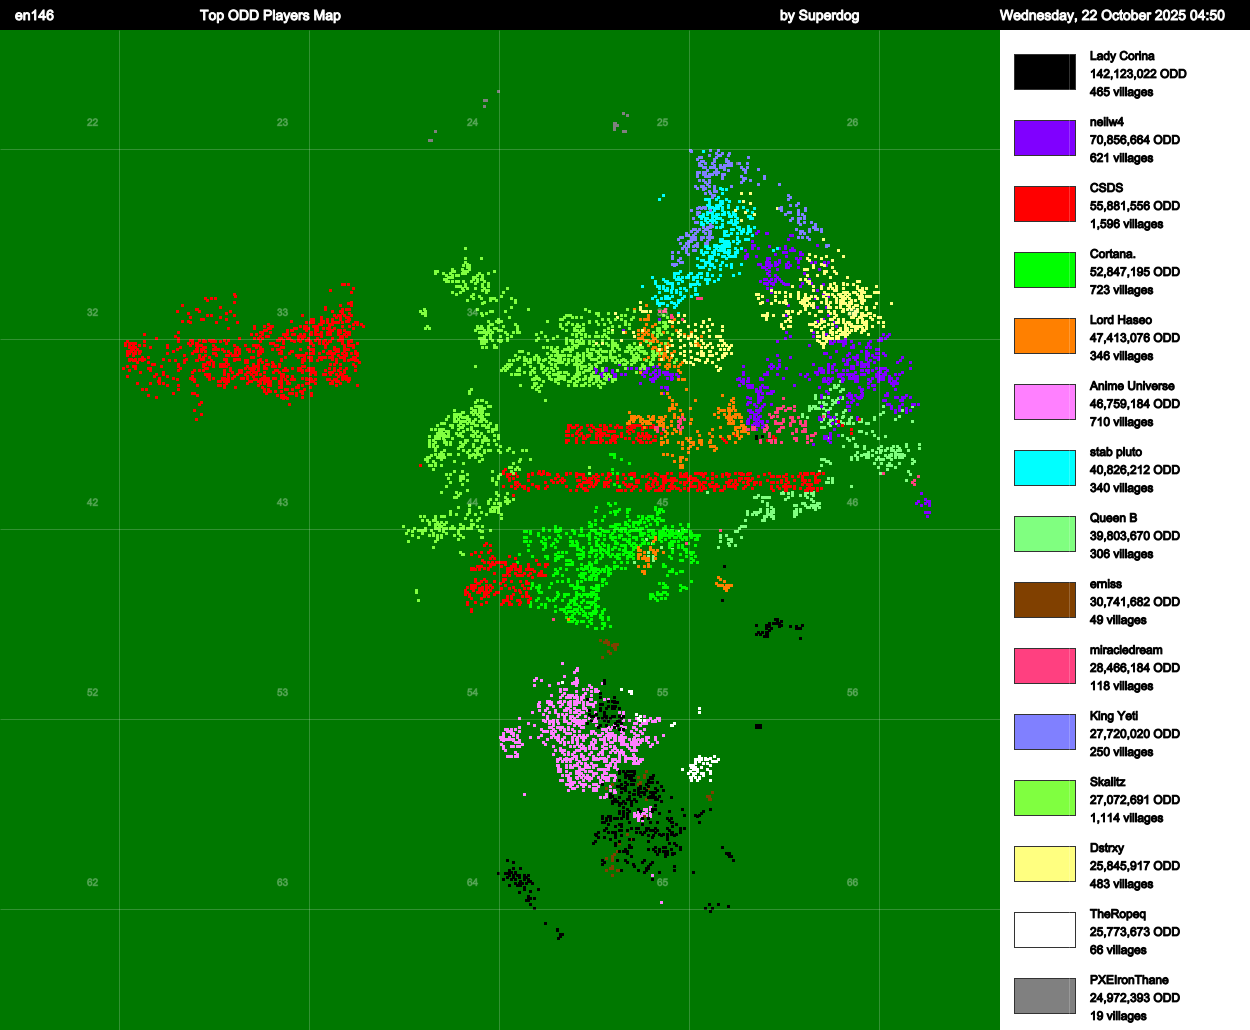 en146 Top ODD Players Map by Superdog Wednesday, 22 October 2025 04:50
22 23 24 25 26
32 33 34 35 36
42 43 44 45 46
52 53 54 55 56
62 63 64 65 66
Lady Corina
142,123,022 ODD
465 villages
neilw4
70,856,664 ODD
621 villages
CSDS
55,881,556 ODD
1,596 villages
Cortana.
52,847,195 ODD
723 villages
Lord Haseo
47,413,076 ODD
346 villages
Anime Universe
46,759,184 ODD
710 villages
stab pluto
40,826,212 ODD
340 villages
Queen B
39,803,670 ODD
306 villages
erniss
30,741,682 ODD
49 villages
miracledream
28,466,184 ODD
118 villages
King Yeti
27,720,020 ODD
250 villages
Skalitz
27,072,691 ODD
1,114 villages
Dstrxy
25,845,917 ODD
483 villages
TheRopeq
25,773,673 ODD
66 villages
PXEIronThane
24,972,393 ODD
19 villages